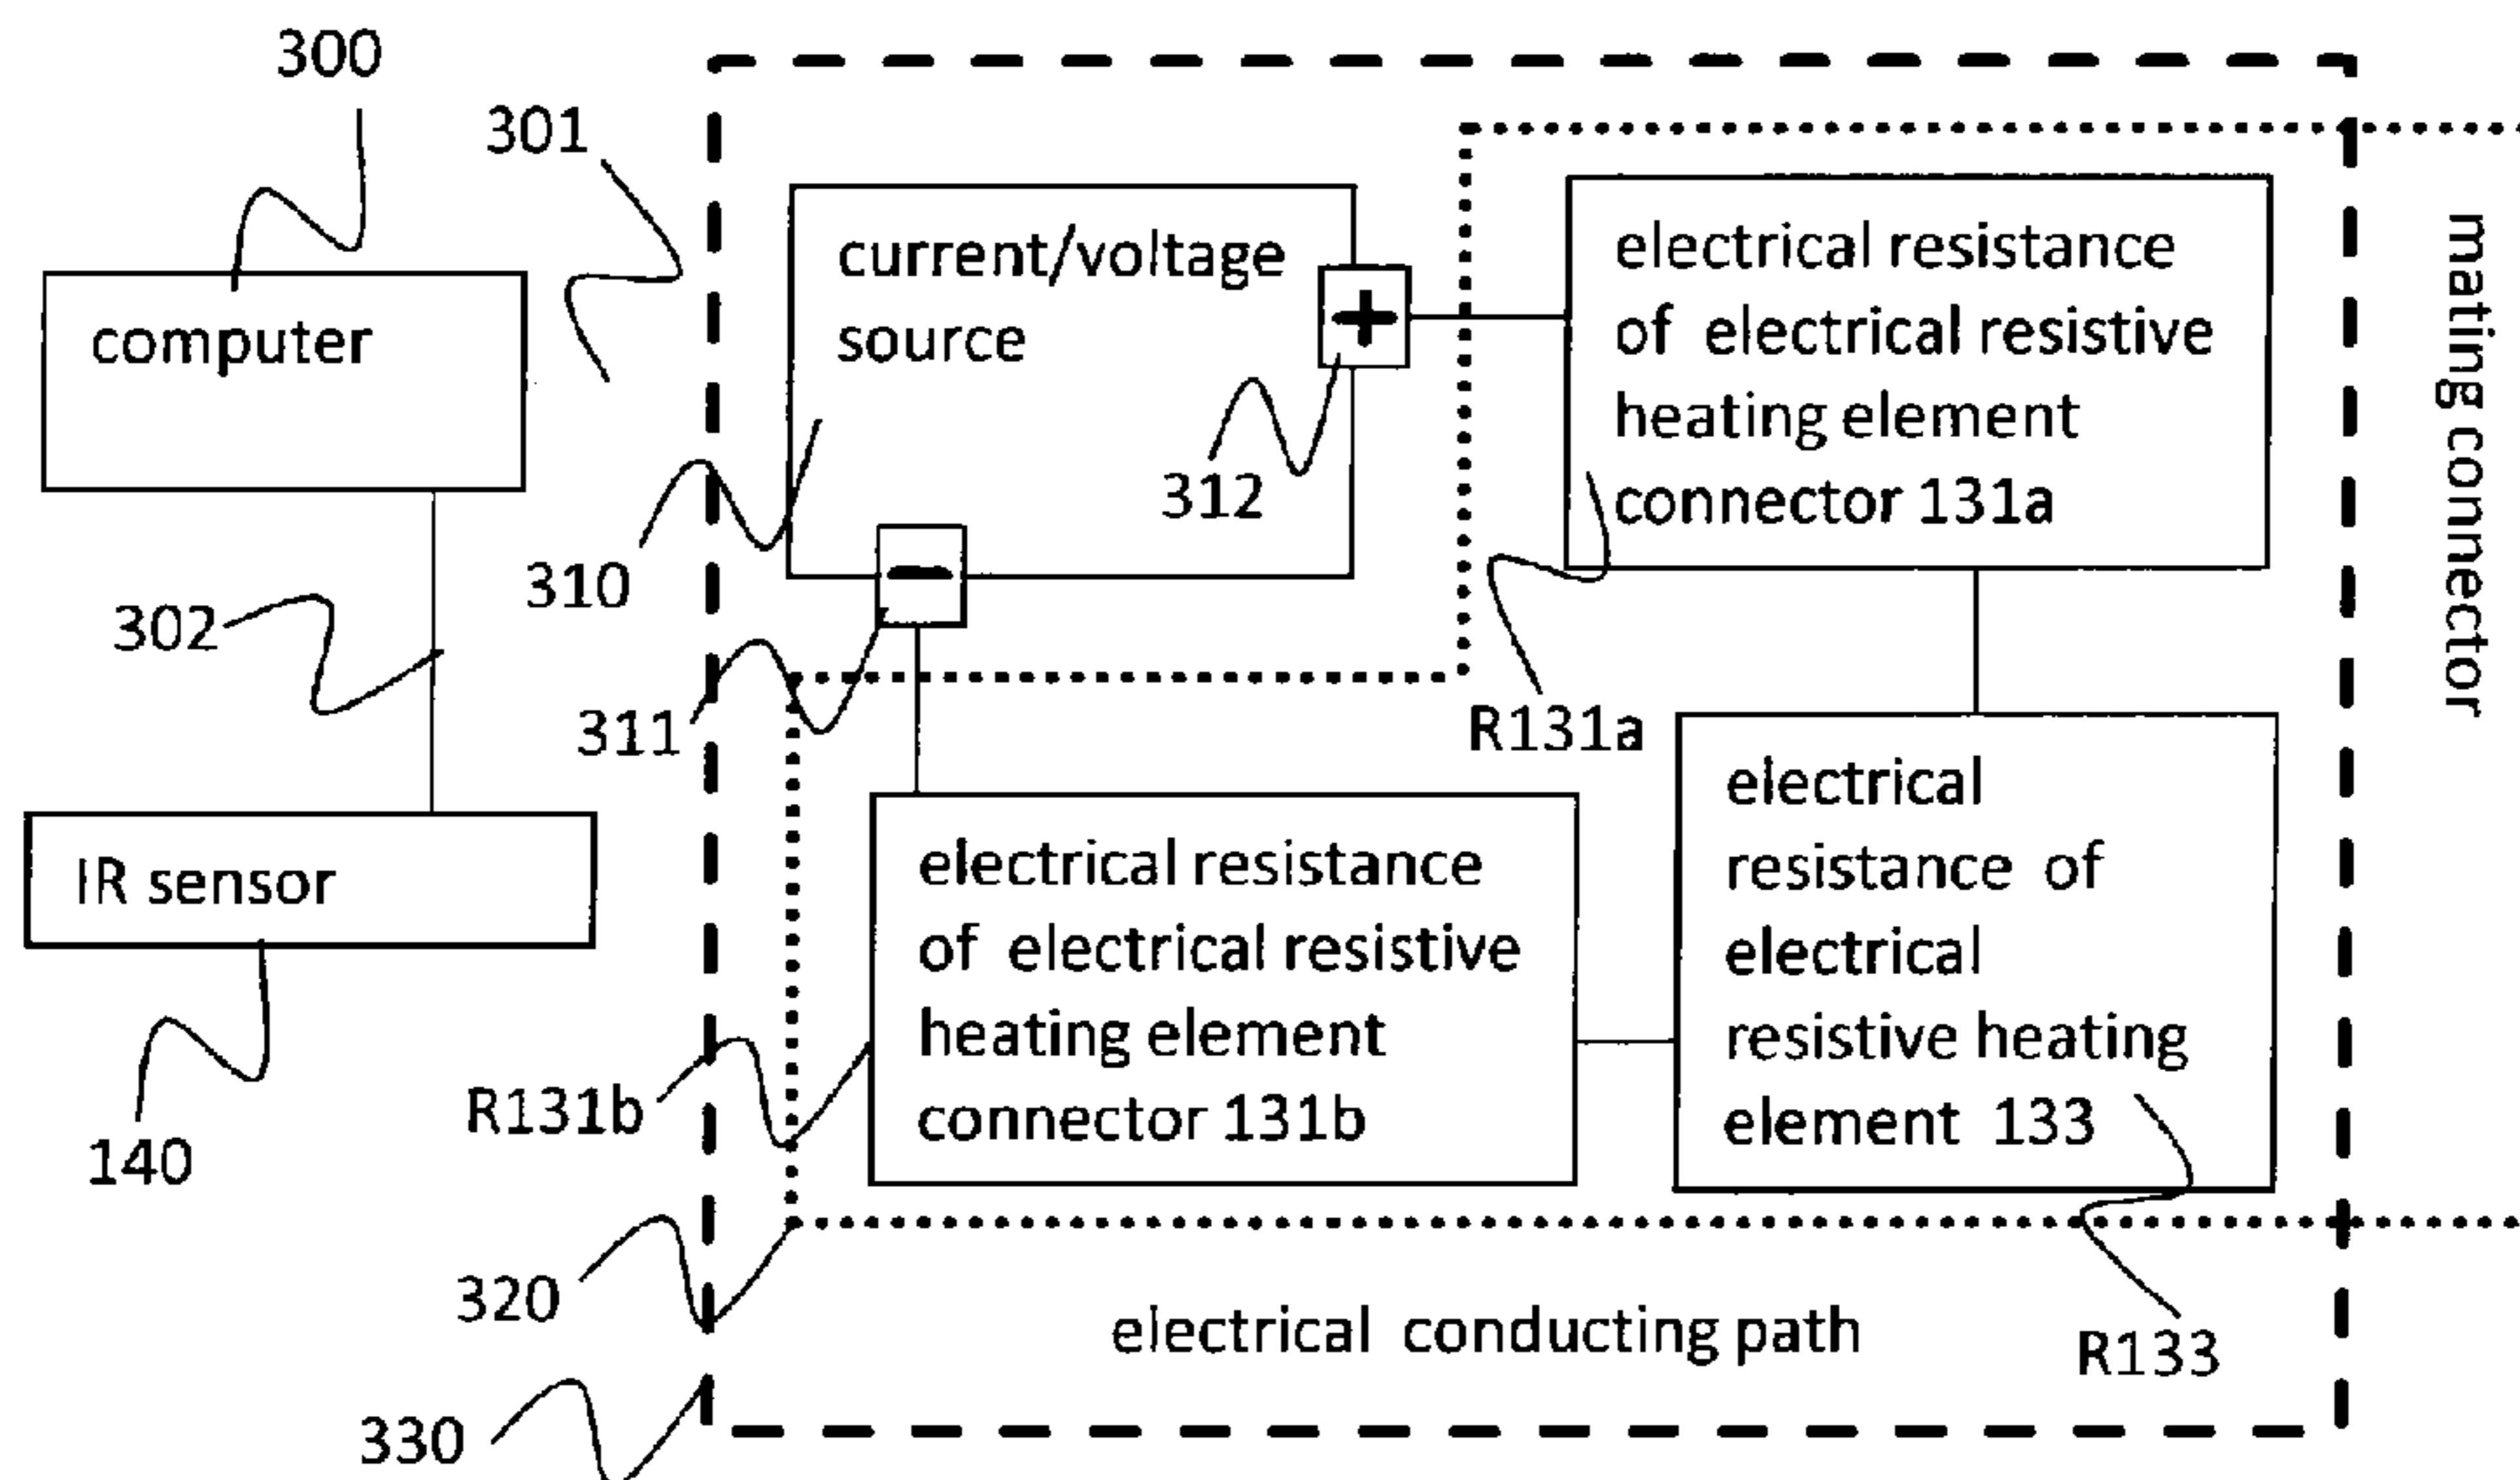 300
301
computer
302
IR sensor
140
current/voltage
source
+
312
310
−
311
electrical resistance
of electrical resistive
heating element
connector 131a
R131a
mating connector
electrical resistance
of electrical resistive
heating element
connector 131b
R131b
electrical
resistance of
electrical
resistive heating
element 133
R133
320
electrical conducting path
330